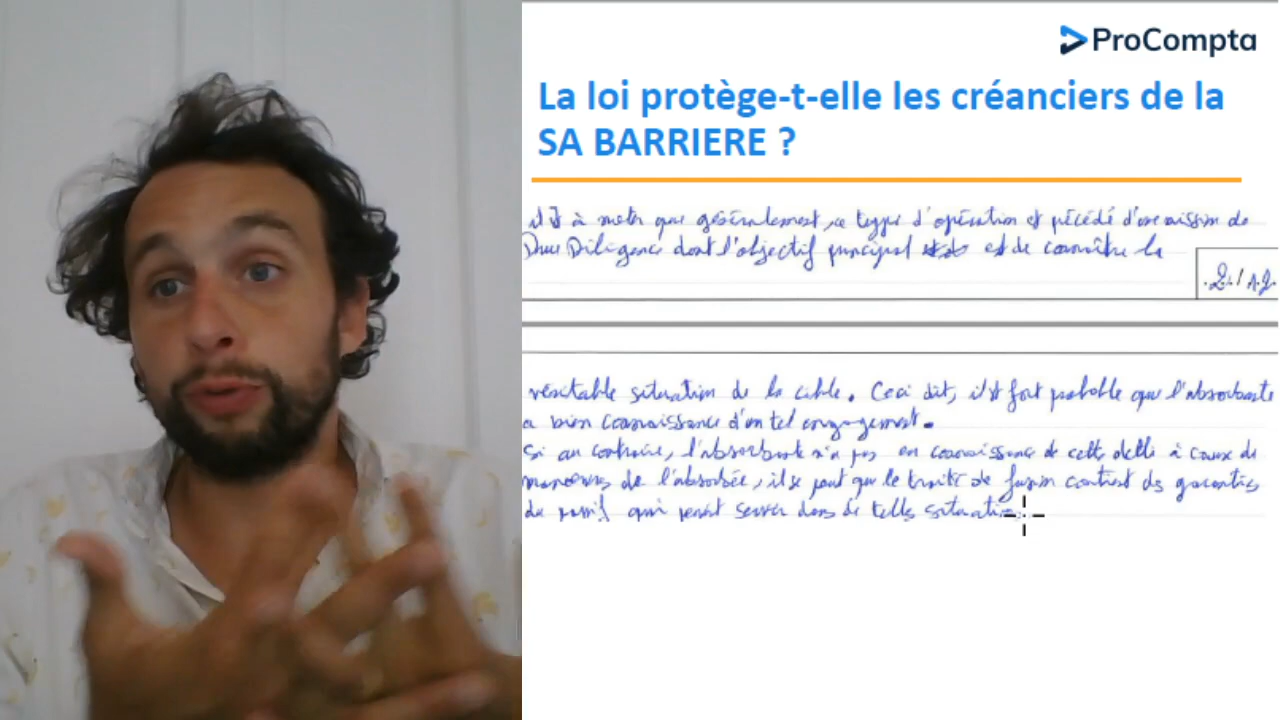 ProCompta
La loi protège-t-elle les créanciers de la
SA BARRIERE ?
il est à noter que généralement, ce type d'opération est précédé d'une mission de
Due Diligence dont l'objectif principal est de connaître la
2/12
véritable situation de la cible. Ceci dit, il est fort probable que l'absorbante
a bien connaissance d'un tel engagement.
Si au contraire, l'absorbante n'a pas eu connaissance de cette dette à cause de
manoeuvres de l'absorbée, il se peut que le traité de fusion contient des garanties
de passif qui peut servir dans de telles situations